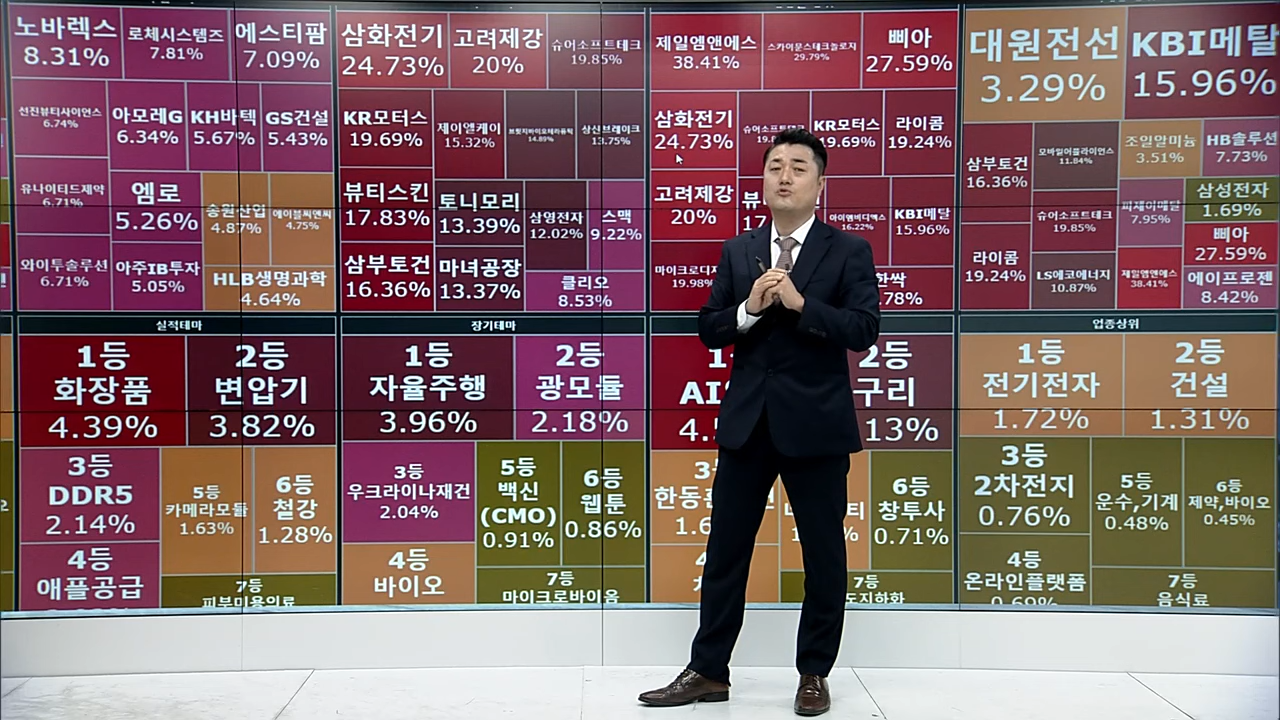 노바렉스
8.31%
로체시스템즈
7.81%
에스티팜
7.09%
선진뷰티사이언스
6.74%
아모레G
6.34%
KH바텍
5.67%
GS건설
5.43%
유나이티드제약
6.71%
엠로
5.26%
송원산업
4.87%
에이블씨엔씨
4.75%
와이투솔루션
6.71%
아주IB투자
5.05%
HLB생명과학
4.64%
삼화전기
24.73%
고려제강
20%
슈어소프트테크
19.85%
KR모터스
19.69%
제이엘케이
15.32%
브릿지바이오테라퓨틱
14.89%
상신브레이크
13.75%
뷰티스킨
17.83%
토니모리
13.39%
삼영전자
12.02%
스맥
9.22%
삼부토건
16.36%
마녀공장
13.37%
클리오
8.53%
제일엠앤에스
38.41%
스카이문스테크놀로지
29.79%
삐아
27.59%
삼화전기
24.73%
슈어소프트테크
KR모터스
19.69%
라이콤
19.24%
고려제강
20%
아이엠비디엑스
16.22%
KBI메탈
15.96%
19.98%
대원전선
3.29%
KBI메탈
15.96%
삼부토건
16.36%
모바일어플라이언스
11.84%
조일알미늄
3.51%
HB솔루션
7.73%
슈어소프트테크
19.85%
피제이메탈
7.95%
삼성전자
1.69%
라이콤
19.24%
LS에코에너지
10.87%
제일엠앤에스
38.41%
삐아
27.59%
에이프로젠
8.42%
실적테마
1등
화장품
4.39%
2등
변압기
3.82%
3등
DDR5
2.14%
5등
카메라모듈
1.63%
6등
철강
1.28%
4등
애플공급
7등
피부미용의료
장기테마
1등
자율주행
3.96%
2등
광모듈
2.18%
3등
우크라이나재건
2.04%
5등
백신
(CMO)
0.91%
6등
웹툰
0.86%
4등
바이오
7등
마이크로바이옴
2등
구리
13%
6등
창투사
0.71%
7등
업종상위
1등
전기전자
1.72%
2등
건설
1.31%
3등
2차전지
0.76%
5등
운수,기계
0.48%
6등
제약,바이오
0.45%
4등
온라인플랫폼
0.69%
7등
음식료